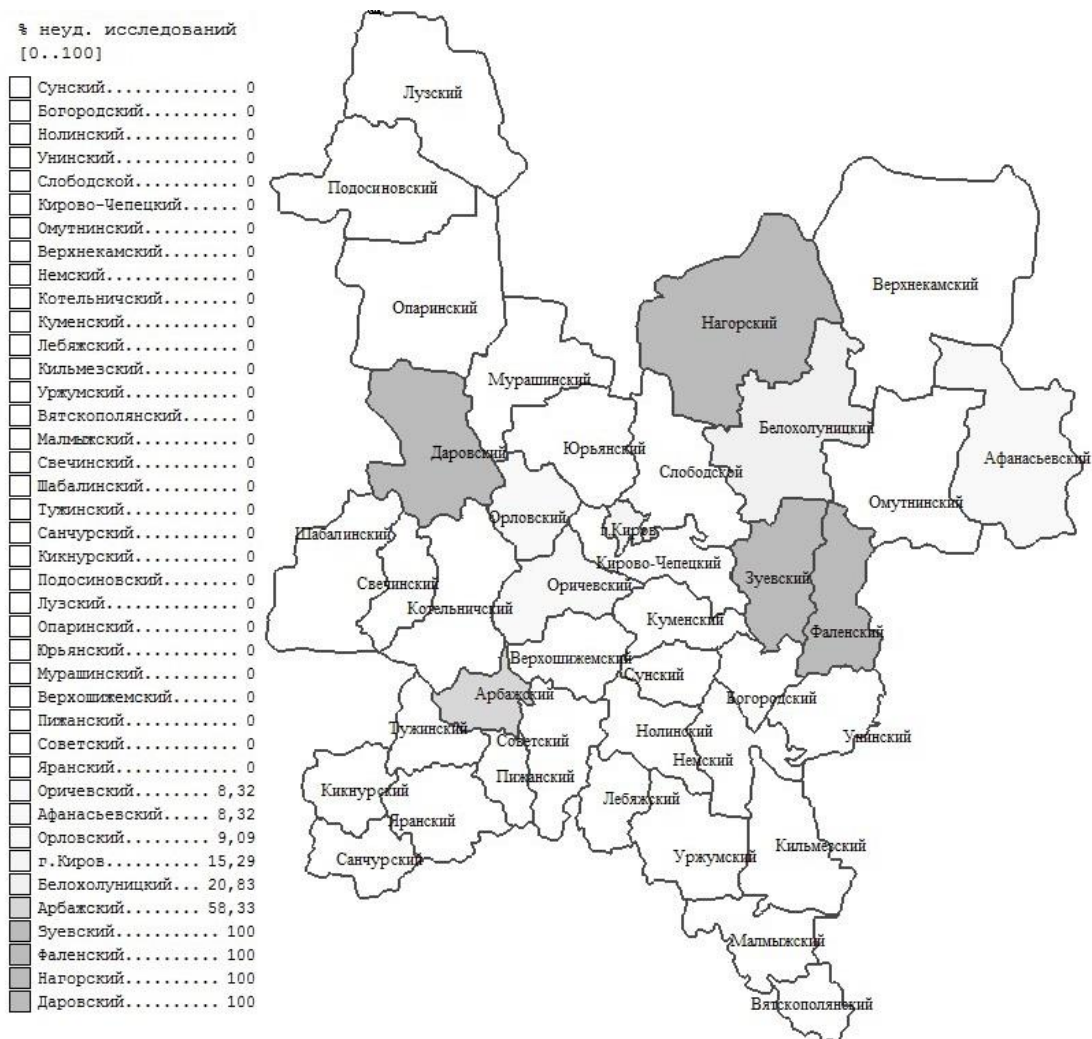 % неуд. исследований
[0..100]
Сунский.............. 0
Богородский.......... 0
Нолинский............ 0
Унинский............. 0
Слободской........... 0
Кирово-Чепецкий...... 0
Омутнинский.......... 0
Верхнекамский........ 0
Немский.............. 0
Котельничский........ 0
Куменский............ 0
Лебяжский............ 0
Кильмезский.......... 0
Уржумский............ 0
Вятскополянский...... 0
Малмыжский........... 0
Свечинский........... 0
Шабалинский.......... 0
Тужинский............ 0
Санчурский........... 0
Кикнурский........... 0
Подосиновский........ 0
Лузский.............. 0
Опаринский........... 0
Юрьянский............ 0
Мурашинский.......... 0
Верхошижемский....... 0
Пижанский............ 0
Советский............ 0
Яранский............. 0
Оричевский........ 8,32
Афанасьевский..... 8,32
Орловский......... 9,09
г.Киров.......... 15,29
Белохолуницкий... 20,83
Арбажский........ 58,33
Зуевский.......... 100
Фаленский......... 100
Нагорский......... 100
Даровский......... 100
Лузский
Подосиновский
Верхнекамский
Опаринский
Нагорский
Мурашинский
Белохолуницкий
Даровский
Юрьянский
Афанасьевский
Слободской
Омутнинский
Орловский
г.Киров
Шабалинский
Кирово-Чепецкий
Свечинский
Оричевский
Зуевский
Котельничский
Куменский
Фаленский
Верхошижемский
Сунский
Арбажский
Богородский
Тужинский
Нолинский
Унинский
Советский
Немский
Пижанский
Кикнурский
Лебяжский
Яранский
Кильмезский
Санчурский
Уржумский
Малмыжский
Вятскополянский